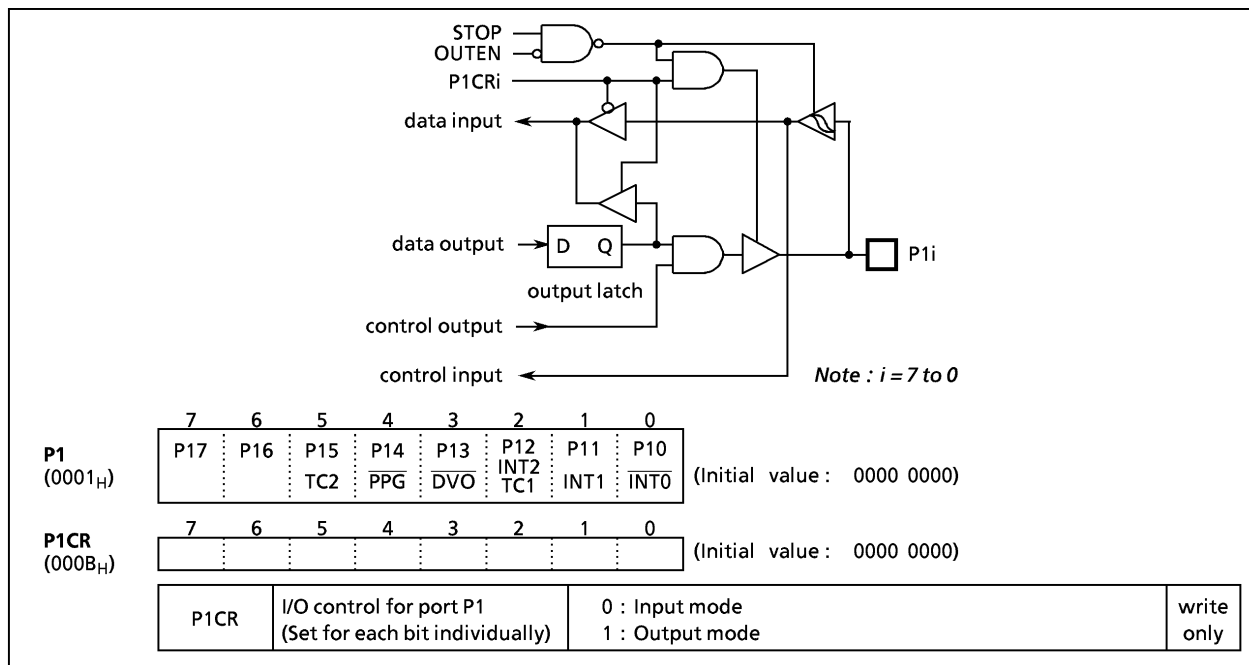 STOP
OUTEN
P1CRi
data input
data output
D Q
P1i
output latch
control output
control input
Note : i = 7 to 0
7 6 5 4 3 2 1 0
P1
(0001H)
P17 P16 P15 P14 P13 P12 P11 P10
TC2 PPG DVO INT2 TC1 INT1 INT0
(Initial value : 0000 0000)
7 6 5 4 3 2 1 0
P1CR
(000BH)
(Initial value : 0000 0000)
P1CR
I/O control for port P1
(Set for each bit individually)
0 : Input mode
1 : Output mode
write
only